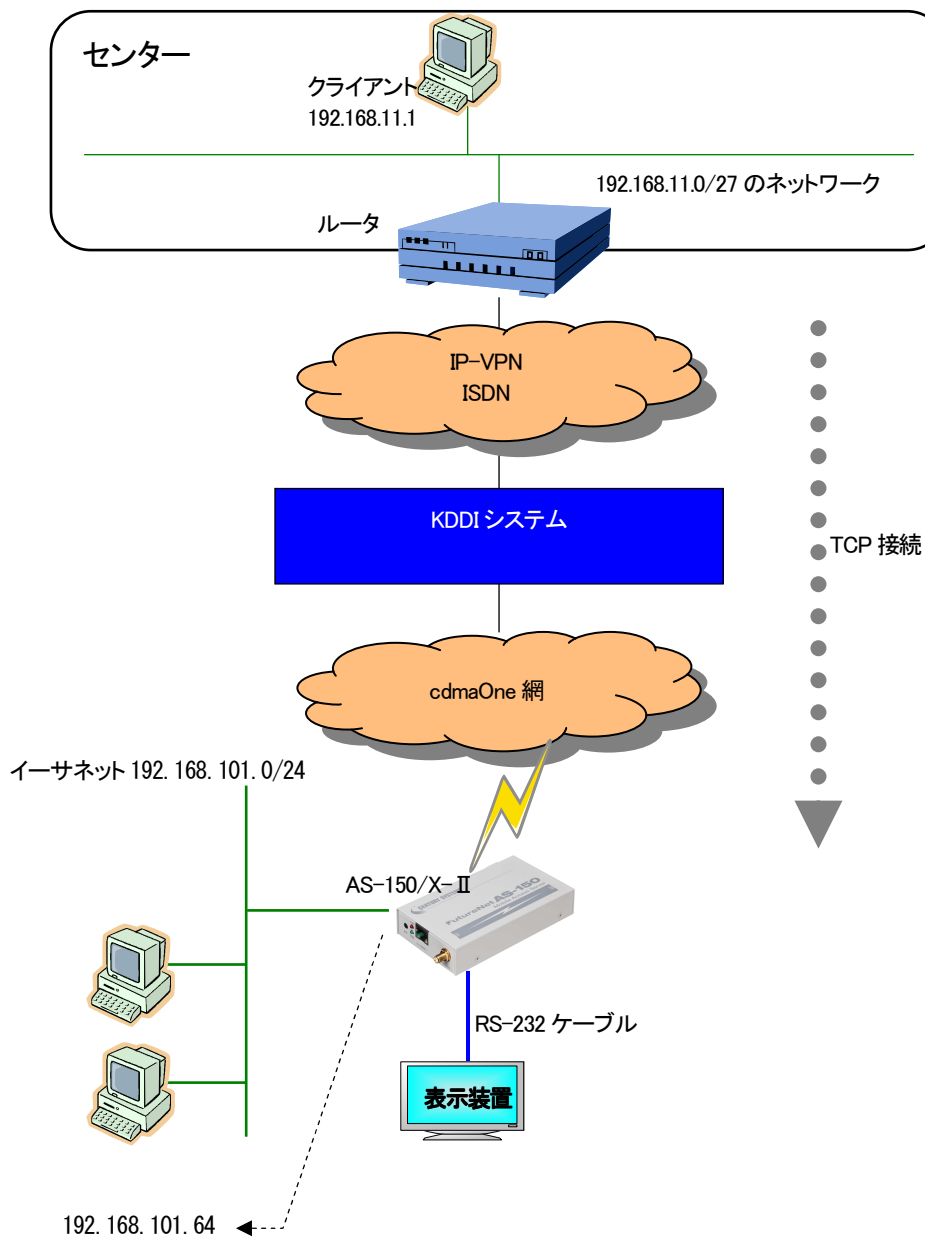 センター
クライアント
192.168.11.1
192.168.11.0/27 のネットワーク
ルータ
IP-VPN
ISDN
KDDI システム
TCP 接続
cdmaOne 網
イーサネット 192.168.101.0/24
AS-150/X-Ⅱ
FutureNet AS-150
RS-232 ケーブル
表示装置
192.168.101.64